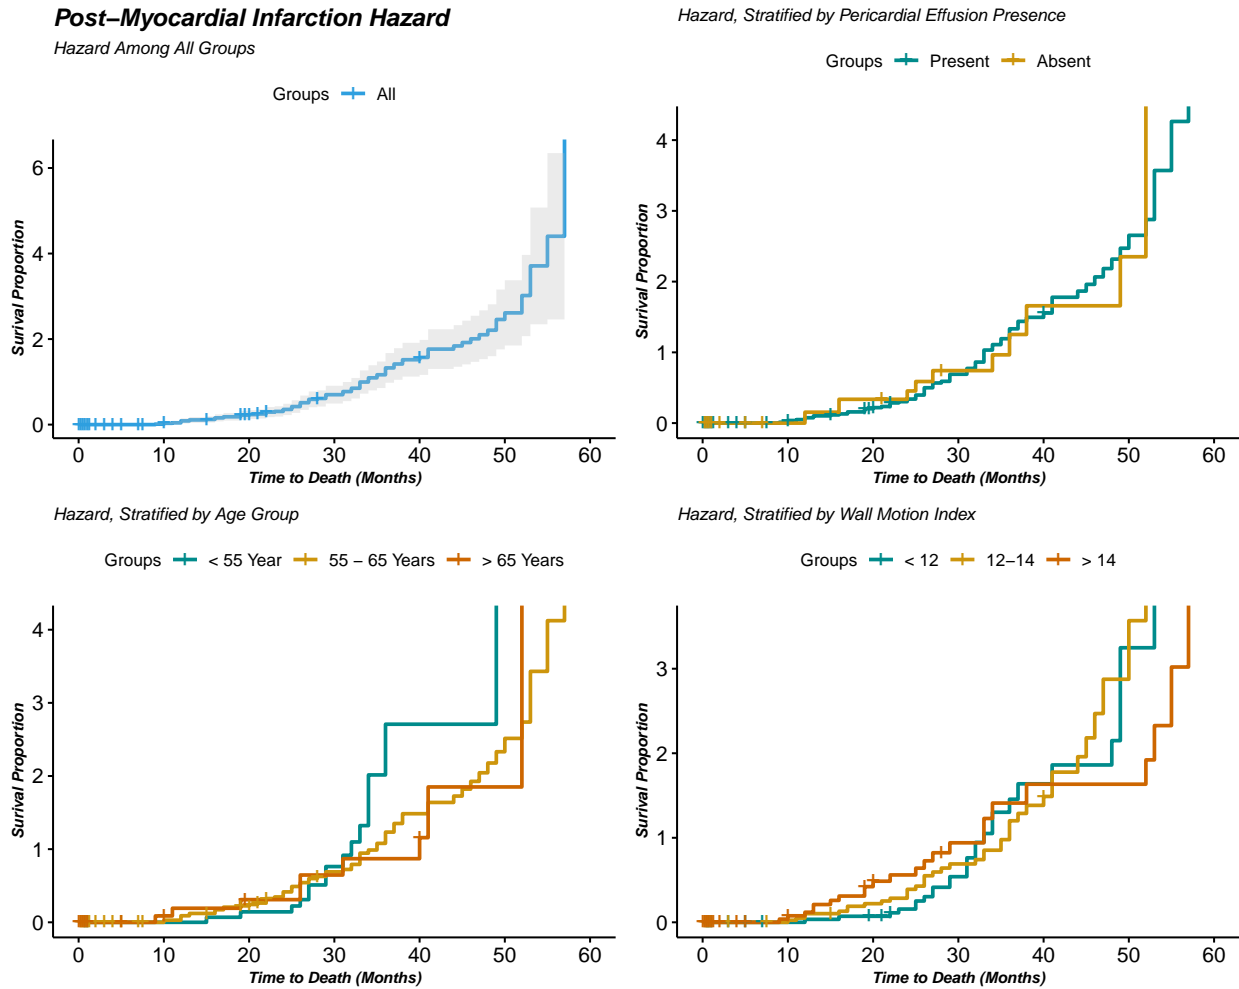 Post–Myocardial Infarction Hazard
Hazard Among All Groups
Groups All
6
4
2
0
Surival Proportion
0 10 20 30 40 50 60
Time to Death (Months)
Hazard, Stratified by Pericardial Effusion Presence
Groups Present Absent
4
3
2
1
0
Surival Proportion
0 10 20 30 40 50 60
Time to Death (Months)
Hazard, Stratified by Age Group
Groups < 55 Year 55 – 65 Years > 65 Years
4
3
2
1
0
Surival Proportion
0 10 20 30 40 50 60
Time to Death (Months)
Hazard, Stratified by Wall Motion Index
Groups < 12 12–14 > 14
3
2
1
0
Surival Proportion
0 10 20 30 40 50 60
Time to Death (Months)